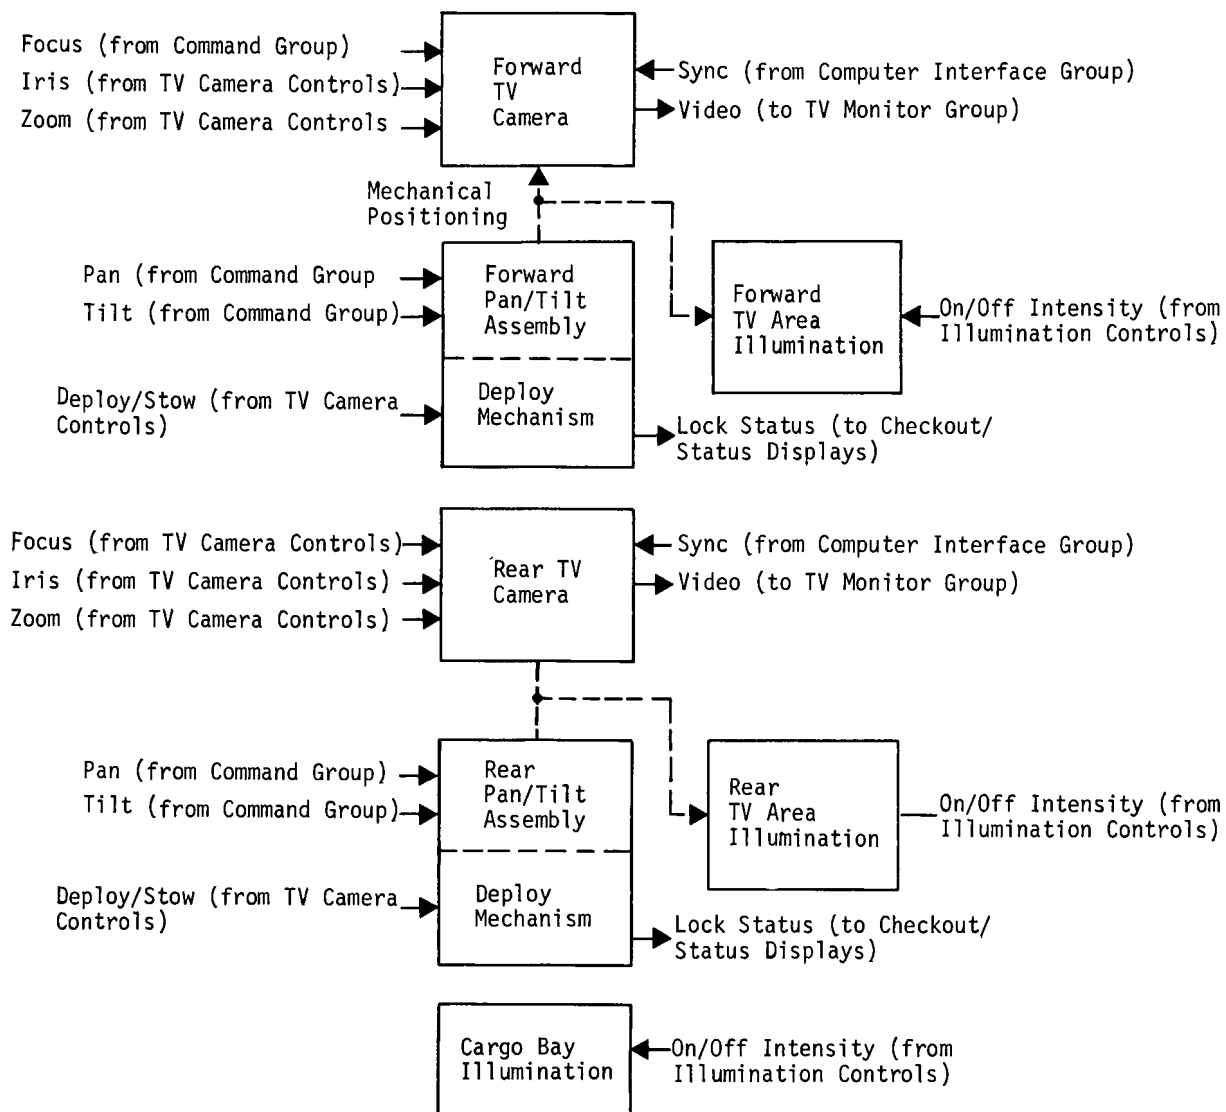 Focus (from Command Group)
Iris (from TV Camera Controls)
Zoom (from TV Camera Controls
Forward
TV
Camera
Sync (from Computer Interface Group)
Video (to TV Monitor Group)
Mechanical
Positioning
Pan (from Command Group
Tilt (from Command Group)
Forward
Pan/Tilt
Assembly
Forward
TV Area
Illumination
On/Off Intensity (from
Illumination Controls)
Deploy/Stow (from TV Camera
Controls)
Deploy
Mechanism
Lock Status (to Checkout/
Status Displays)
Focus (from TV Camera Controls)
Iris (from TV Camera Controls)
Zoom (from TV Camera Controls)
Rear TV
Camera
Sync (from Computer Interface Group)
Video (to TV Monitor Group)
Pan (from Command Group)
Tilt (from Command Group)
Rear
Pan/Tilt
Assembly
Rear
TV Area
Illumination
On/Off Intensity (from
Illumination Controls)
Deploy/Stow (from TV Camera
Controls)
Deploy
Mechanism
Lock Status (to Checkout/
Status Displays)
Cargo Bay
Illumination
On/Off Intensity (from
Illumination Controls)